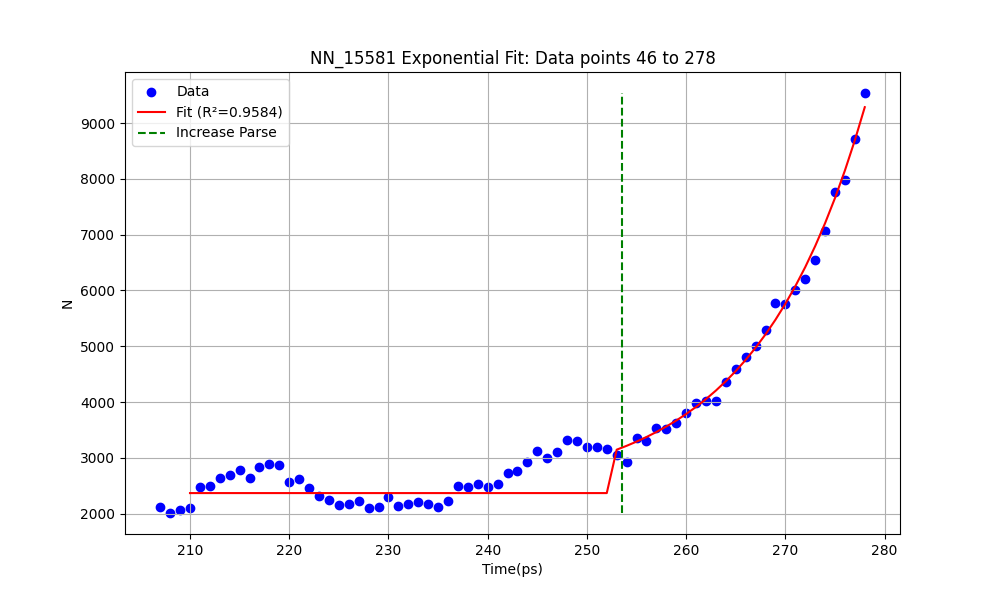 NN_15581 Exponential Fit: Data points 46 to 278
Data
Fit (R²=0.9584)
Increase Parse
9000
8000
7000
6000
5000
4000
3000
2000
N
210 220 230 240 250 260 270 280
Time(ps)